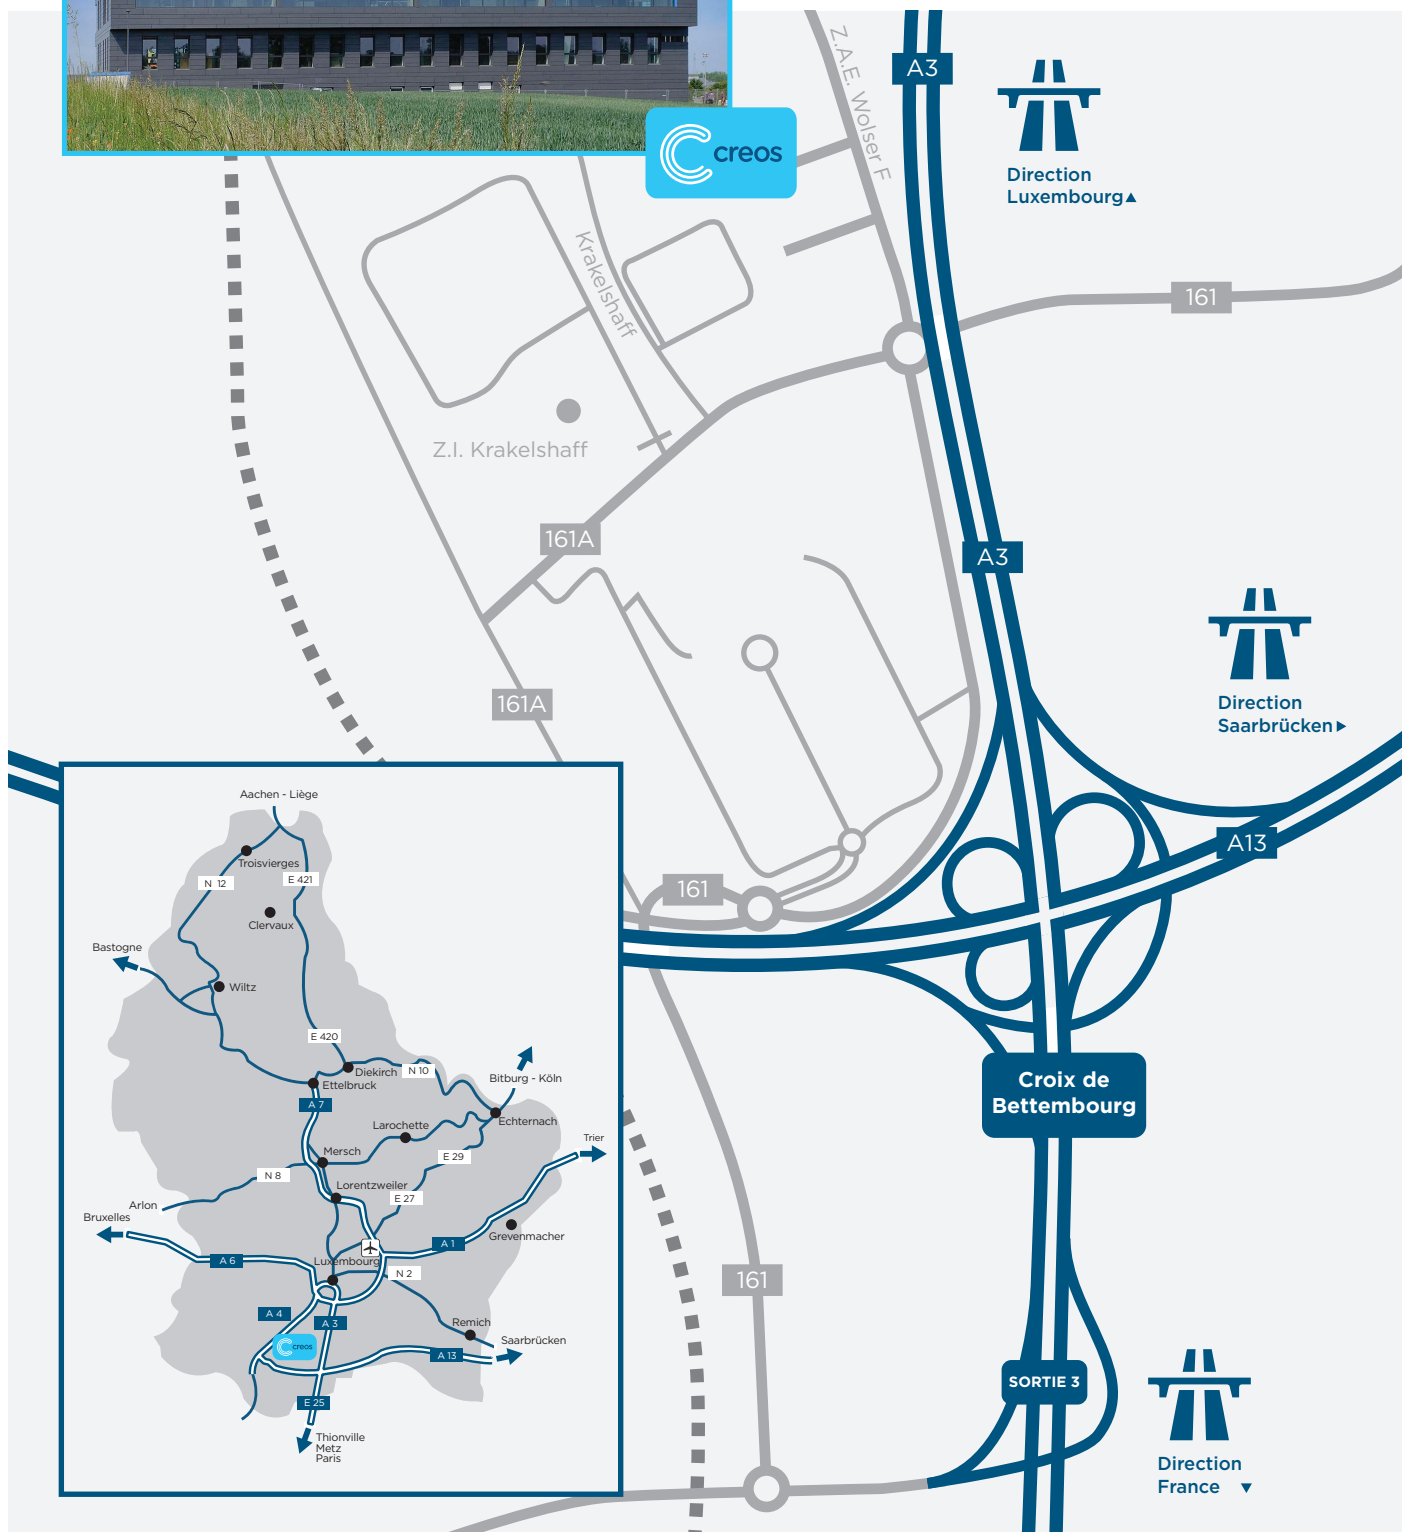 A3
Z.A.E. Wolser F
creos
Direction
Luxembourg
Krakelshaff
161
Z.I. Krakelshaff
161A
A3
161A
Direction
Saarbrücken
A13
161
Croix de
Bettembourg
161
SORTIE 3
Direction
France
Aachen - Liège
Troisvierges
N 12
E 421
Clervaux
Bastogne
Wiltz
E 420
Diekirch
N 10
Ettelbruck
Bitburg - Köln
A 7
Echternach
Larochette
Trier
Mersch
E 29
N 8
Lorentzweiler
E 27
Arlon
Bruxelles
Grevenmacher
A 1
A 6
Luxembourg
N 2
A 4
A 3
Remich
Saarbrücken
creos
A 13
E 25
Thionville
Metz
Paris